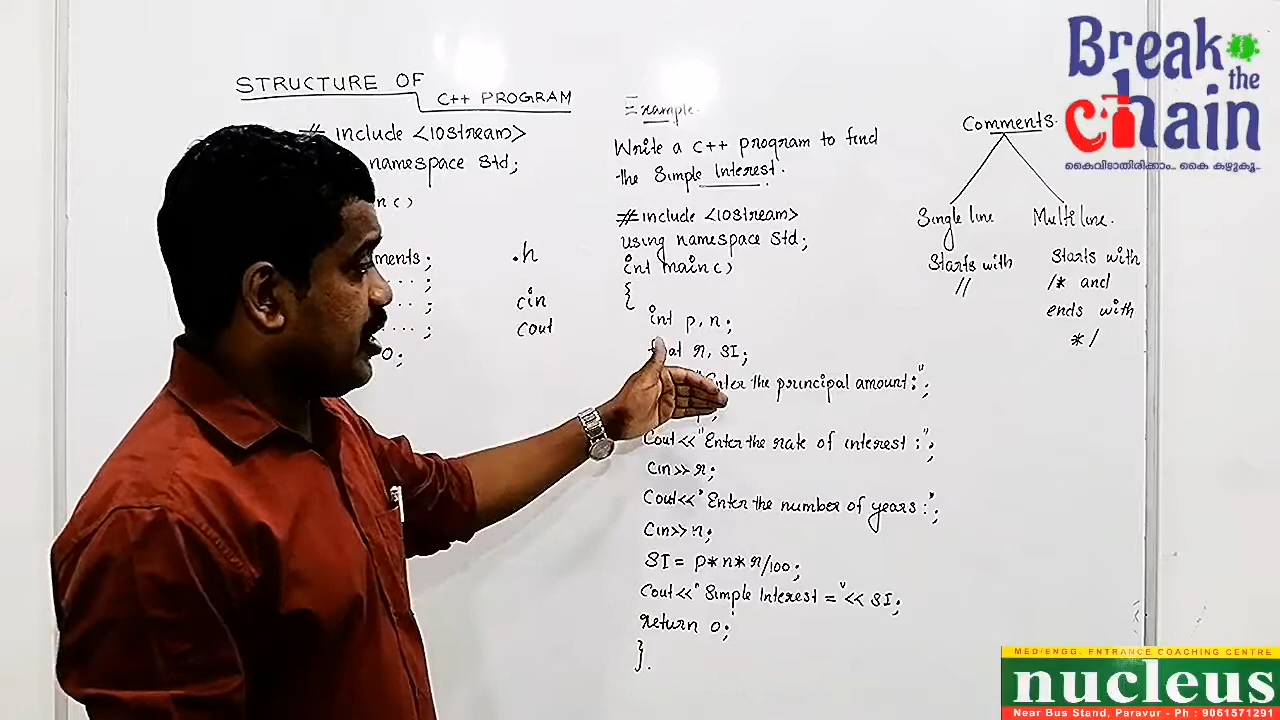 STRUCTURE OF
C++ PROGRAM
# include <iostream>
namespace std;
ments;
.... ;
.... ;
0;
.h
cin
cout
Example.
Write a C++ program to find
the Simple Interest.
# include <iostream>
using namespace std;
int main()
{
int p, n;
r, SI;
"Enter the principal amount:";
Cout<<"Enter the rate of interest :";
Cin>> r;
Cout<<"Enter the number of years :";
Cin>> n;
SI = p*n*r/100;
Cout<<"Simple Interest ="<< SI;
return 0;
}.
Comments.
Single line
Starts with
//
Multi line.
Starts with
/* and
ends with
*/
Break
the
chain
കൈവിടാതിരിക്കാം.. കൈ കഴുകൂ...
MED/ENGG. ENTRANCE COACHING CENTRE
nucleus
Near Bus Stand, Paravur - Ph : 9061571291